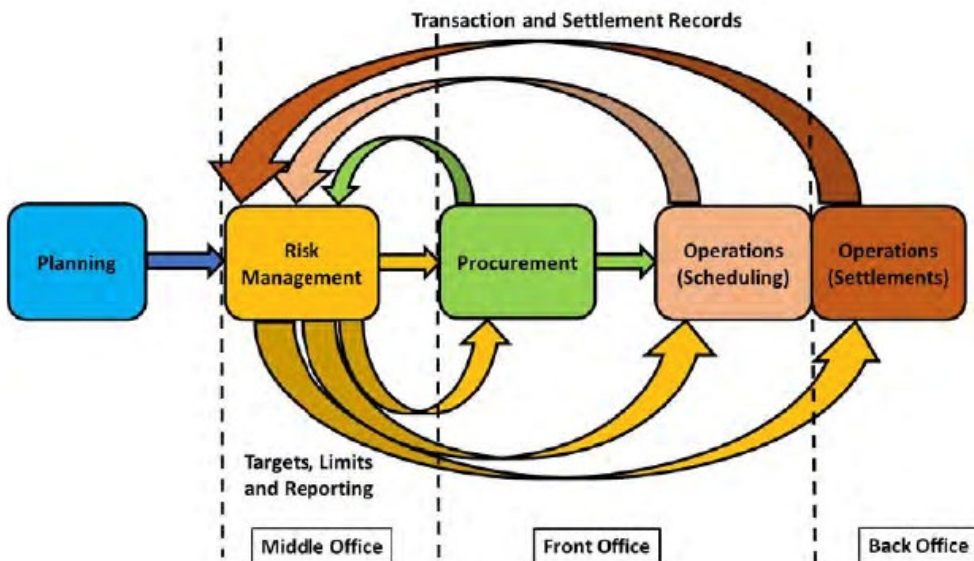 Transaction and Settlement Records
Planning
Risk
Management
Procurement
Operations
(Scheduling)
Operations
(Settlements)
Targets, Limits
and Reporting
Middle Office
Front Office
Back Office